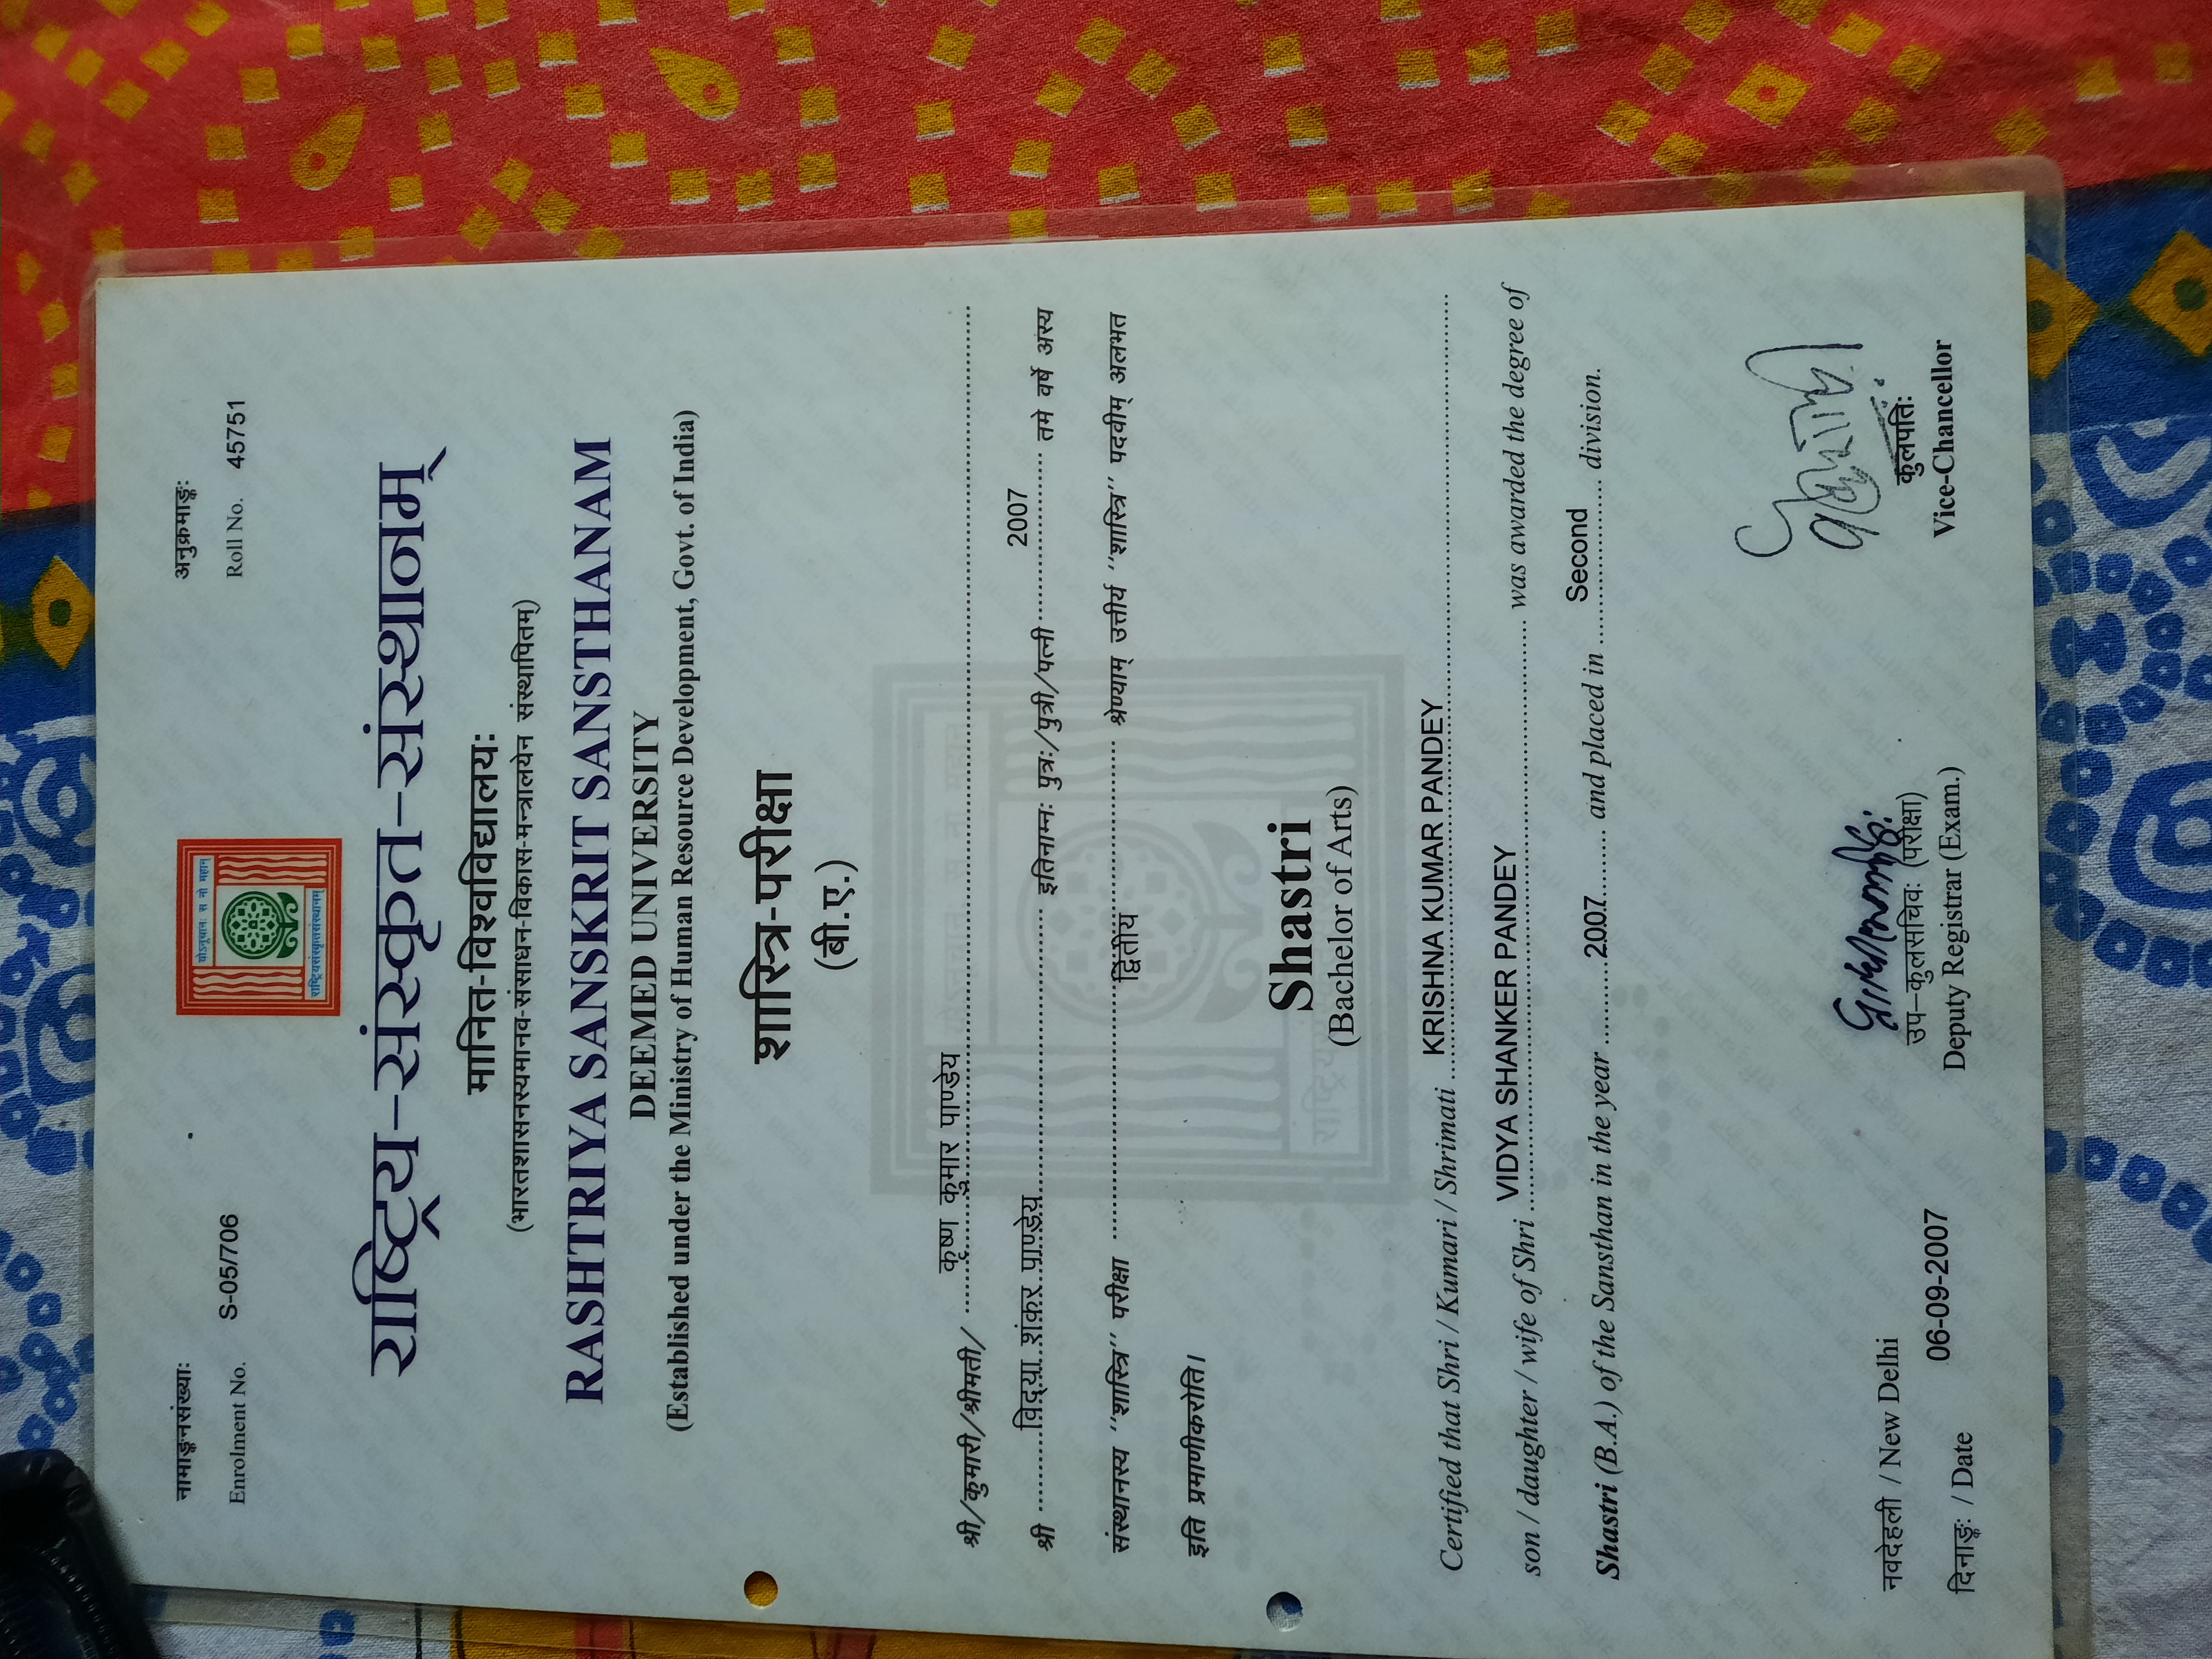 नामाङ्कनसंख्याः
अनुक्रमाङ्कः
Enrolment No. S-05/706
Roll No. 45751
योऽनूचानः स नो महान्
राष्ट्रियसंस्कृतसंस्थानम्
राष्ट्रिय-संस्कृत-संस्थानम्
मानित-विश्वविद्यालयः
(भारतशासनस्यमानव-संसाधन-विकास-मन्त्रालयेन संस्थापितम्)
RASHTRIYA SANSKRIT SANSTHANAM
DEEMED UNIVERSITY
(Established under the Ministry of Human Resource Development, Govt. of India)
शास्त्रि-परीक्षा
(बी.ए.)
श्री/कुमारी/श्रीमती/ कृष्ण कुमार पाण्डेय
श्री विद्या शंकर पाण्डेय इतिनाम्नः पुत्रः/पुत्री/पत्नी 2007 तमे वर्षे अस्य
संस्थानस्य "शास्त्रि" परीक्षा द्वितीय श्रेण्याम् उत्तीर्य "शास्त्रि" पदवीम् अलभत
इति प्रमाणीकरोति।
Shastri
(Bachelor of Arts)
Certified that Shri / Kumari / Shrimati KRISHNA KUMAR PANDEY
son / daughter / wife of Shri VIDYA SHANKER PANDEY was awarded the degree of
Shastri (B.A.) of the Sansthan in the year 2007 and placed in Second division.
नवदेहली / New Delhi
दिनाङ्कः / Date 06-09-2007
उप-कुलसचिवः (परीक्षा)
Deputy Registrar (Exam.)
कुलपतिः
Vice-Chancellor